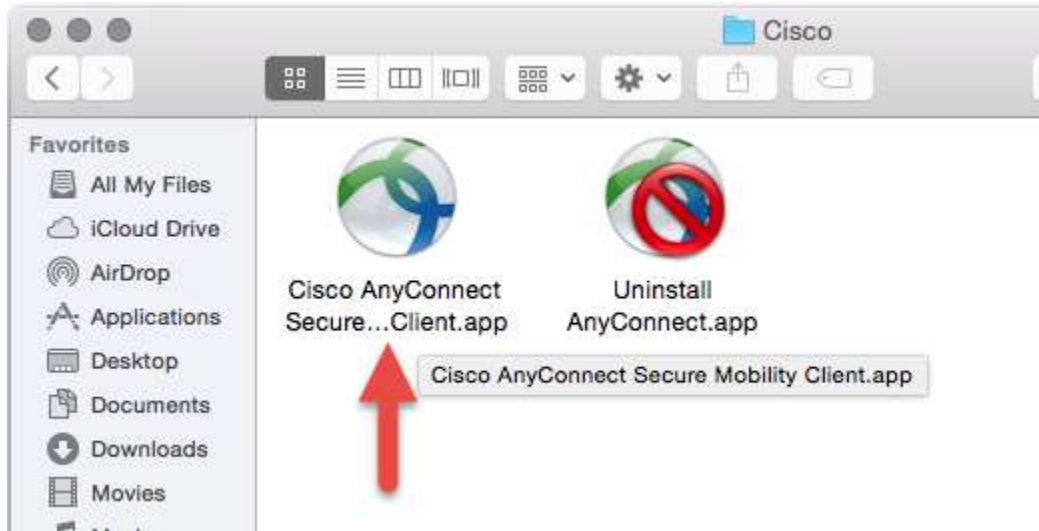 Cisco
Favorites
All My Files
iCloud Drive
AirDrop
Applications
Desktop
Documents
Downloads
Movies
Cisco AnyConnect
Secure...Client.app
Uninstall
AnyConnect.app
Cisco AnyConnect Secure Mobility Client.app